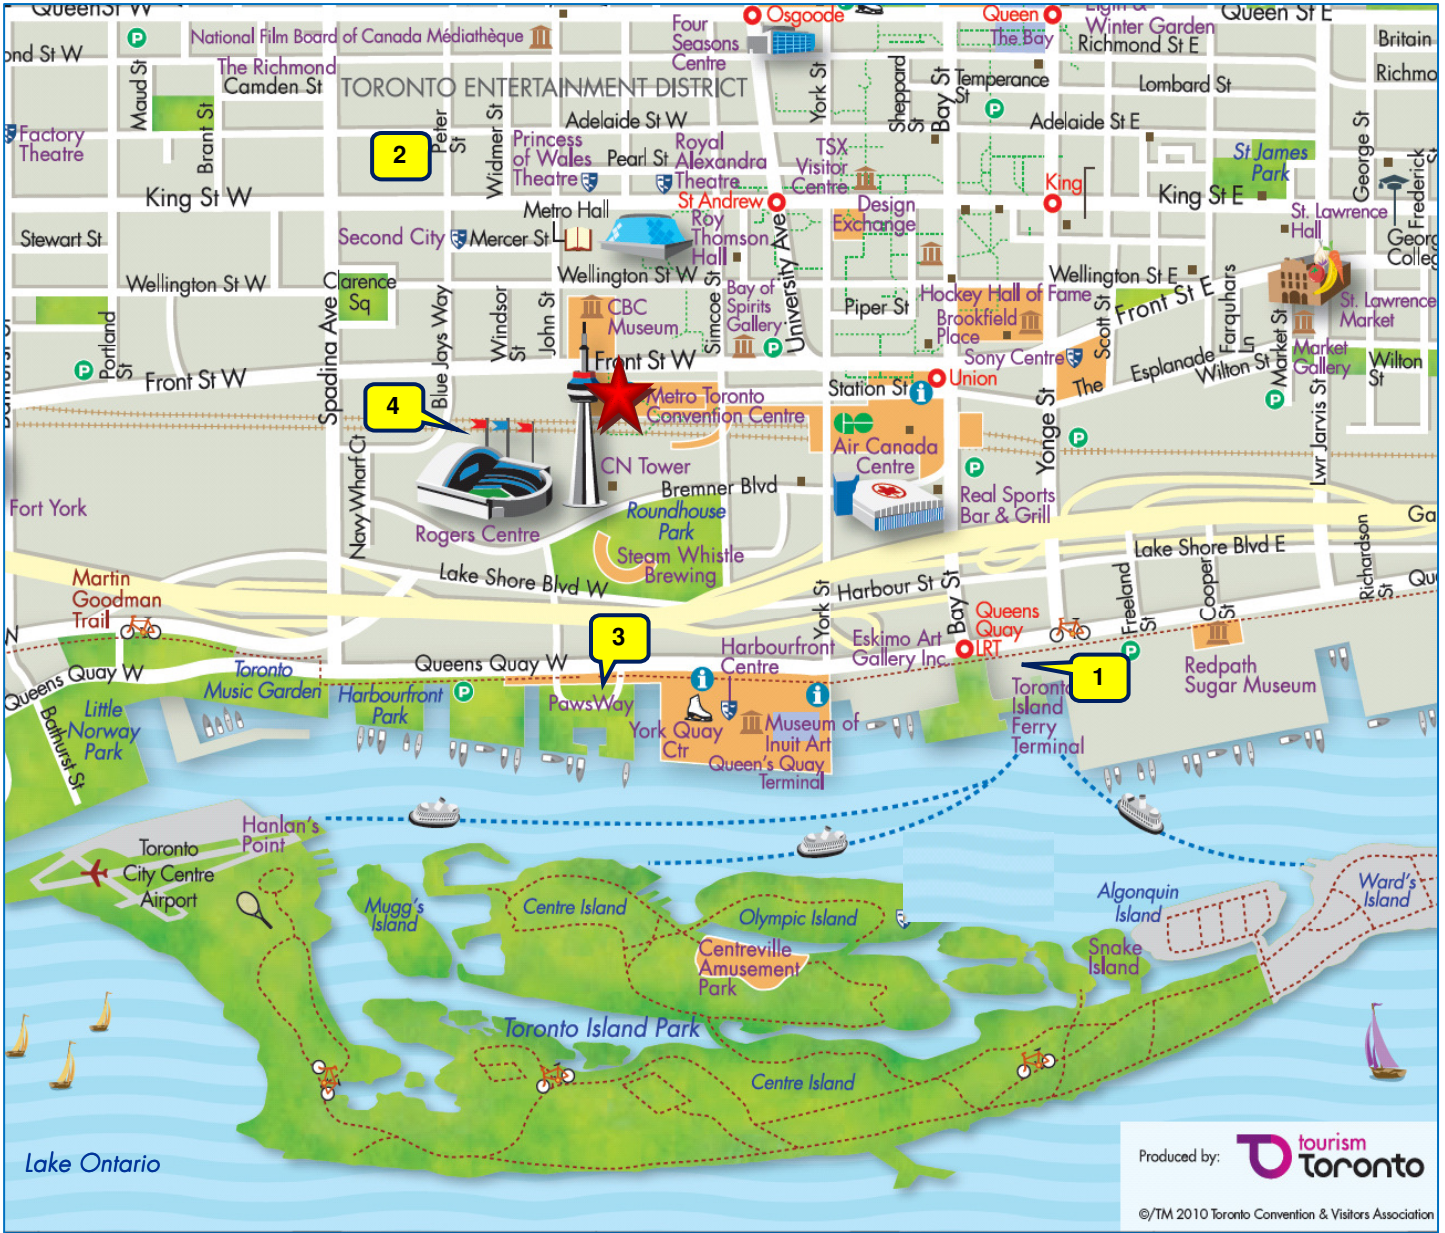 Queen St W
Osgoode
Queen
Elgin &
Winter Garden
Queen St E
National Film Board of Canada Médiathèque
Four
Seasons
Centre
The Bay
Richmond St E
Britain
ond St W
Maud St
The Richmond
Camden St
TORONTO ENTERTAINMENT DISTRICT
York St
Sheppard
St
Bay St
Temperance
St
Lombard St
Richmo
Factory
Theatre
Brant St
2
Peter
St
Widmer St
Adelaide St W
Princess
of Wales
Theatre
Pearl St
Royal
Alexandra
Theatre
TSX
Visitor
Centre
Adelaide St E
St James
Park
George St
Frederick
St
King St W
St Andrew
King
King St E
Metro Hall
Design
Exchange
St. Lawrence
Hall
Stewart St
Second City
Mercer St
Roy
Thomson
Hall
University Ave
Georg
Colleg
Wellington St W
Clarence
Sq
Wellington St W
Wellington St E
Front St E
Spadina Ave
Blue Jays Way
Windsor
St
John St
CBC
Museum
Simcoe St
Bay of
Spirits
Gallery
Piper St
Hockey Hall of Fame
Brookfield
Place
Scott St
Farquhars
Ln
Market St
St. Lawrence
Market
Bathurst St
Portland
St
Front St W
Front St W
Sony Centre
The
Esplanade
Wilton St
Market
Gallery
Wilton
St
Station St
Union
4
Metro Toronto
Convention Centre
Yonge St
Lwr Jarvis St
Air Canada
Centre
Navy Wharf Ct
CN Tower
Bremner Blvd
Fort York
Rogers Centre
Roundhouse
Park
Real Sports
Bar & Grill
Ga
Steam Whistle
Brewing
Lake Shore Blvd E
Lake Shore Blvd W
Harbour St
York St
Bay St
Freeland
St
Cooper
St
Richardson
St
Qu
Martin
Goodman
Trail
3
Queens
Quay
LRT
Queens Quay W
Queens Quay W
Harbourfront
Centre
Eskimo Art
Gallery Inc.
1
Redpath
Sugar Museum
Toronto
Music Garden
Harbourfront
Park
PawsWay
Toronto
Island
Ferry
Terminal
Little
Norway
Park
Bathurst St
York Quay
Ctr
Museum of
Inuit Art
Queen's Quay
Terminal
Hanlan's
Point
Toronto
City Centre
Airport
Mugg's
Island
Centre Island
Olympic Island
Algonquin
Island
Ward's
Island
Centreville
Amusement
Park
Snake
Island
Toronto Island Park
Centre Island
Lake Ontario
Produced by:
tourism
Toronto
©/TM 2010 Toronto Convention & Visitors Association